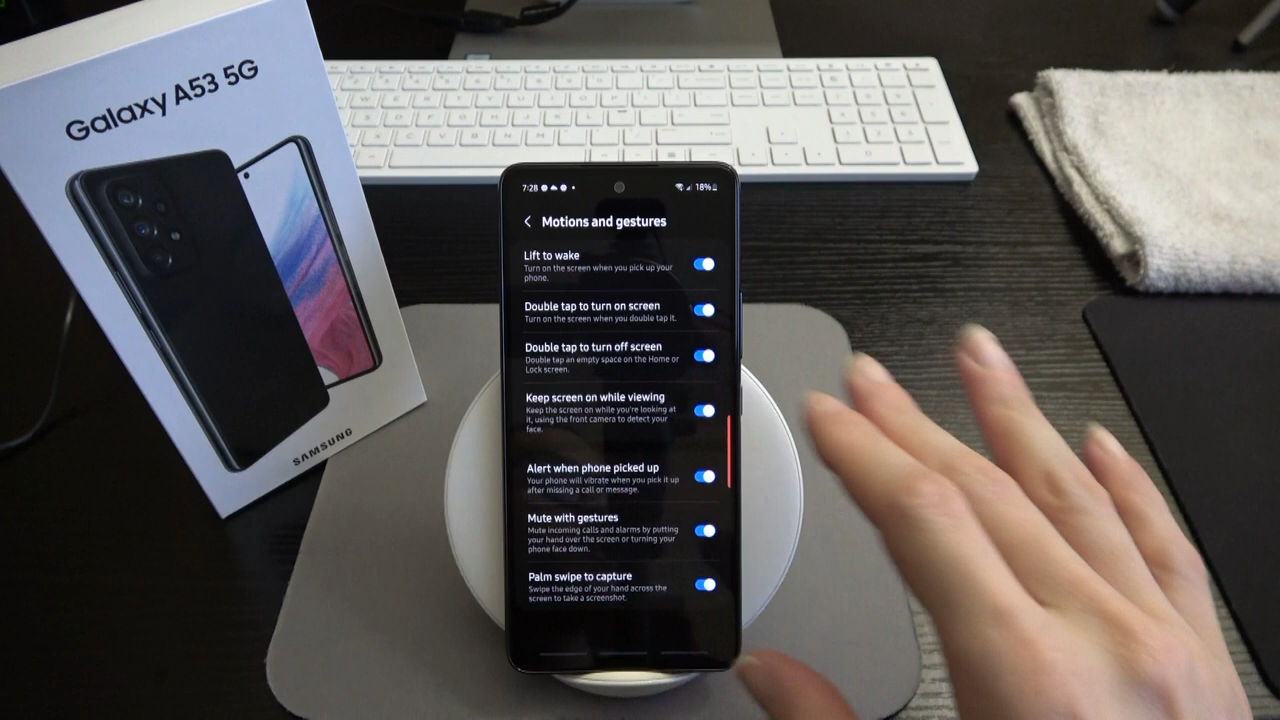 Galaxy A53 5G
SAMSUNG
7:28
18%
Motions and gestures
Lift to wake
Turn on the screen when you pick up your
phone.
Double tap to turn on screen
Turn on the screen when you double tap it.
Double tap to turn off screen
Double tap an empty space on the Home or
Lock screen.
Keep screen on while viewing
Keep the screen on while you're looking at
it, using the front camera to detect your
face.
Alert when phone picked up
Your phone will vibrate when you pick it up
after missing a call or message.
Mute with gestures
Mute incoming calls and alarms by putting
your hand over the screen or turning your
phone face down.
Palm swipe to capture
Swipe the edge of your hand across the
screen to take a screenshot.